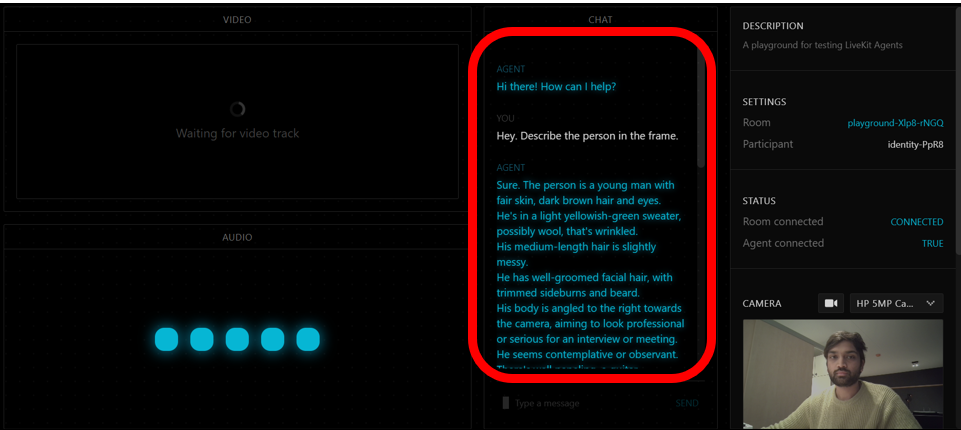 VIDEO
Waiting for video track
AUDIO
CHAT
AGENT
Hi there! How can I help?
YOU
Hey. Describe the person in the frame.
AGENT
Sure. The person is a young man with
fair skin, dark brown hair and eyes.
He's in a light yellowish-green sweater,
possibly wool, that's wrinkled.
His medium-length hair is slightly
messy.
He has well-groomed facial hair, with
trimmed sideburns and beard.
His body is angled to the right towards
the camera, aiming to look professional
or serious for an interview or meeting.
He seems contemplative or observant.
Type a message
SEND
DESCRIPTION
A playground for testing LiveKit Agents
SETTINGS
Room
playground-Xlp8-rNGQ
Participant
identity-PpR8
STATUS
Room connected
CONNECTED
Agent connected
TRUE
CAMERA
HP 5MP Ca...